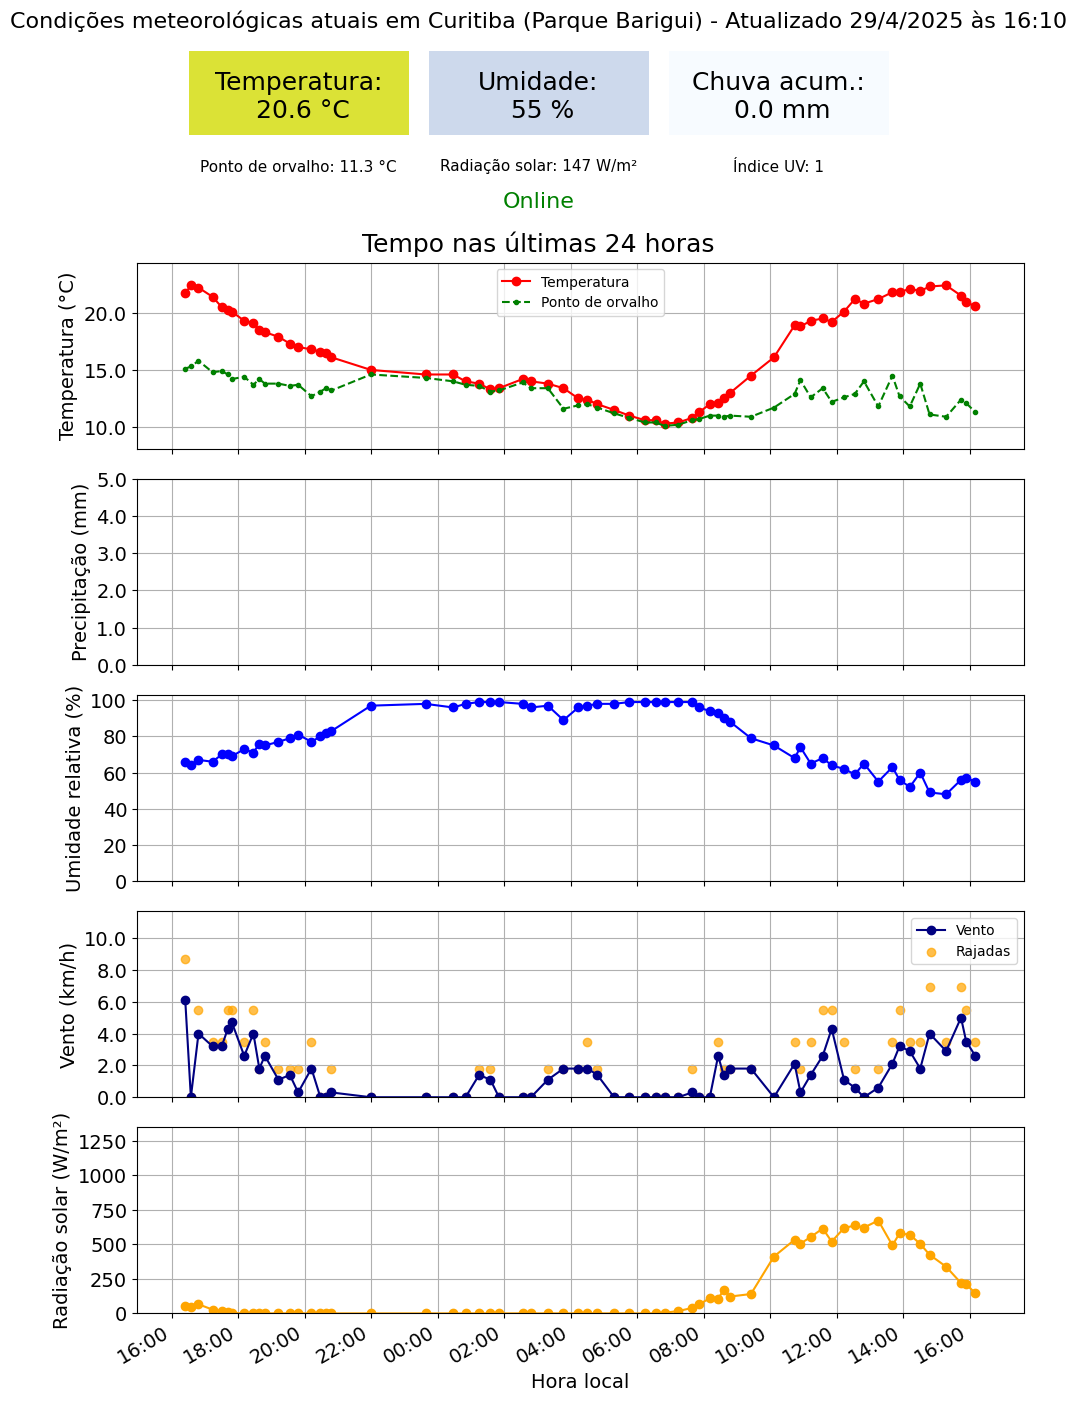 Condições meteorológicas atuais em Curitiba (Parque Barigui) - Atualizado 29/4/2025 às 16:10
Temperatura:
20.6 °C
Umidade:
55 %
Chuva acum.:
0.0 mm
Ponto de orvalho: 11.3 °C
Radiação solar: 147 W/m²
Índice UV: 1
Online
Tempo nas últimas 24 horas
Temperatura (°C)
20.0
15.0
10.0
Temperatura
Ponto de orvalho
Precipitação (mm)
5.0
4.0
3.0
2.0
1.0
0.0
Umidade relativa (%)
100
80
60
40
20
0
Vento (km/h)
10.0
8.0
6.0
4.0
2.0
0.0
Vento
Rajadas
Radiação solar (W/m²)
1250
1000
750
500
250
0
16:00
18:00
20:00
22:00
00:00
02:00
04:00
06:00
08:00
10:00
12:00
14:00
16:00
Hora local